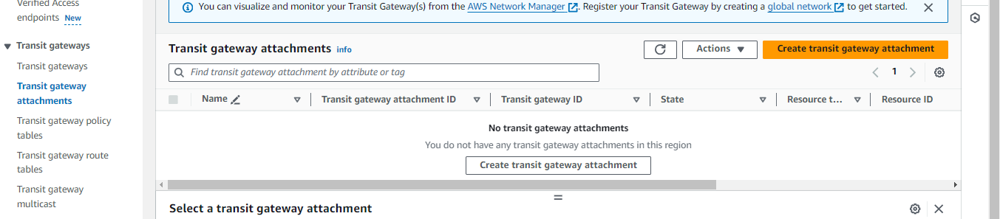 Verified Access
endpoints New
Transit gateways
Transit gateways
Transit gateway
attachments
Transit gateway policy
tables
Transit gateway route
tables
Transit gateway
multicast
You can visualize and monitor your Transit Gateway(s) from the AWS Network Manager. Register your Transit Gateway by creating a global network to get started.
Transit gateway attachments info
Actions
Create transit gateway attachment
Find transit gateway attachment by attribute or tag
1
Name Transit gateway attachment ID Transit gateway ID State Resource t... Resource ID
No transit gateway attachments
You do not have any transit gateway attachments in this region
Create transit gateway attachment
Select a transit gateway attachment